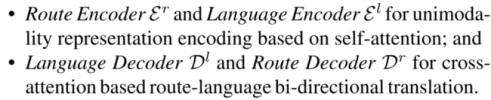 • Route Encoder ℰʳ and Language Encoder ℰˡ for unimoda-
lity representation encoding based on self-attention; and
• Language Decoder 𝒟ˡ and Route Decoder 𝒟ʳ for cross-
attention based route-language bi-directional translation.